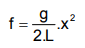 f = g/2.L .x²